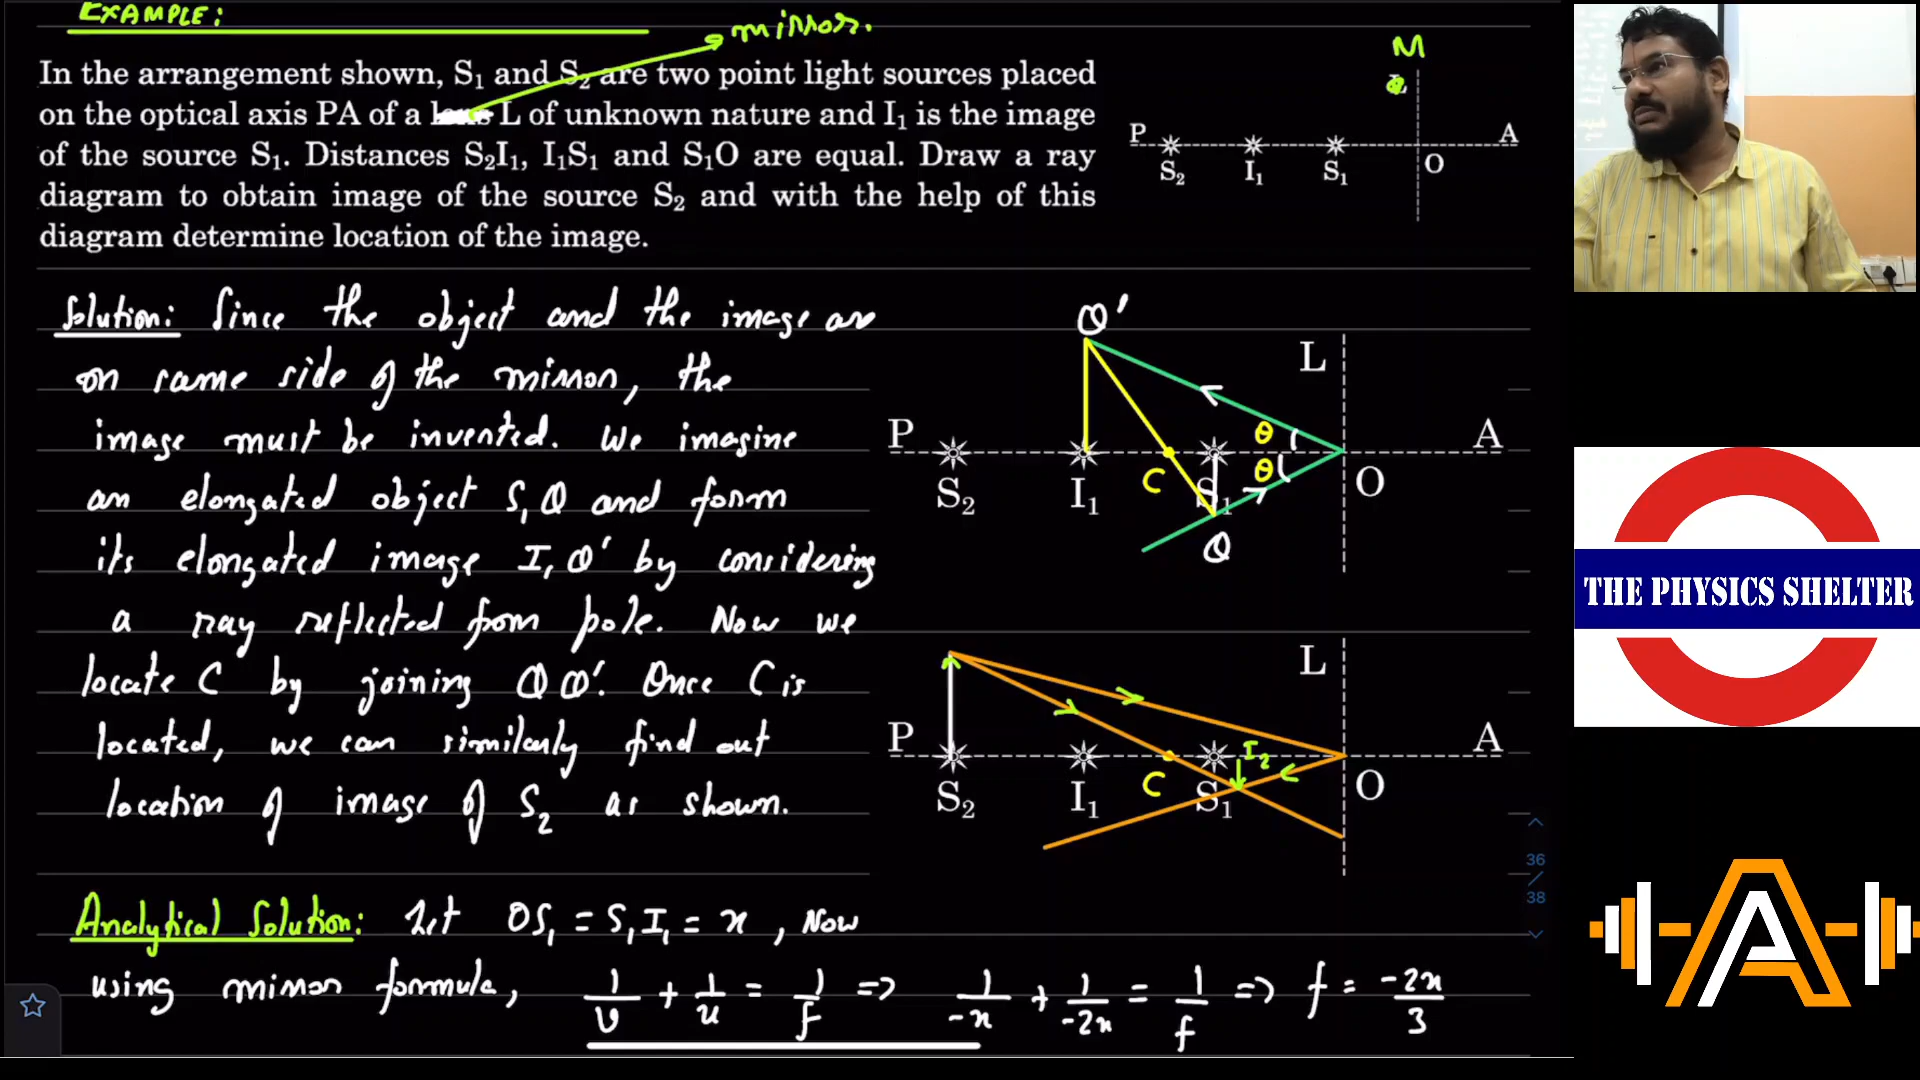 EXAMPLE:
mirror.
In the arrangement shown, S₁ and S₂ are two point light sources placed
on the optical axis PA of a lens L of unknown nature and I₁ is the image
of the source S₁. Distances S₂I₁, I₁S₁ and S₁O are equal. Draw a ray
diagram to obtain image of the source S₂ and with the help of this
diagram determine location of the image.
M
L
P A
S₂ I₁ S₁ O
Solution: Since the object and the image are
on same side of the mirror, the
image must be inverted. We imagine
an elongated object S₁Q and form
its elongated image I₁Q' by considering
a ray reflected from pole. Now we
locate C by joining QQ'. Once C is
located, we can similarly find out
location of image of S₂ as shown.
Q'
L
P θ A
θ
S₂ I₁ C S₁ O
Q
L
P I₂ A
S₂ I₁ C S₁ O
Analytical Solution: Let OS₁ = S₁I₁ = x, Now
using mirror formula, 1/v + 1/u = 1/f => 1/-x + 1/-2x = 1/f => f = -2x/3
36
/
38
THE PHYSICS SHELTER
A